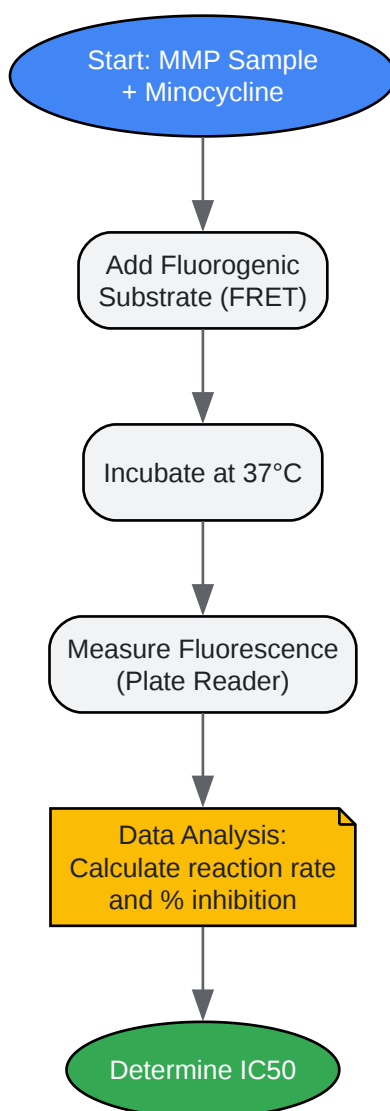 Start: MMP Sample
+ Minocycline
Add Fluorogenic
Substrate (FRET)
Incubate at 37°C
Measure Fluorescence
(Plate Reader)
Data Analysis:
Calculate reaction rate
and % inhibition
Determine IC50